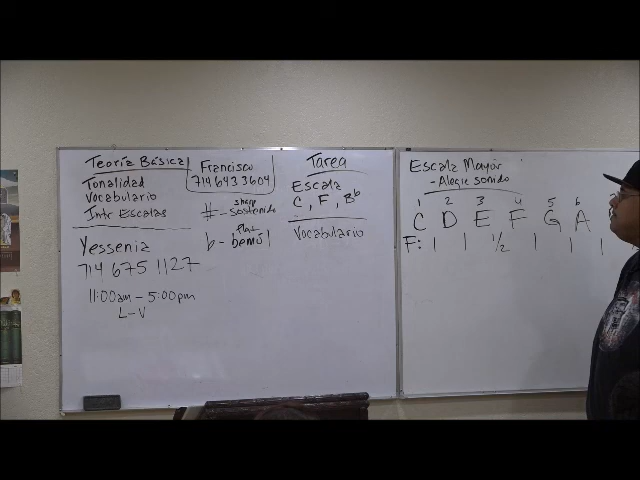 Teoría Básica
Tonalidad
Vocabulario
Intr Escalas
Yessenia
714 675 1127
11:00am - 5:00pm
L-V
Francisco
714 643 3604
sharp
# - sostenido
flat
b - bemol
Tarea
Escala
C, F, Bb
Vocabulario
Escala Mayor
- Alegre sonido
1 2 3 4 5 6
C D E F G A
F: 1 1 1/2 1 1 1